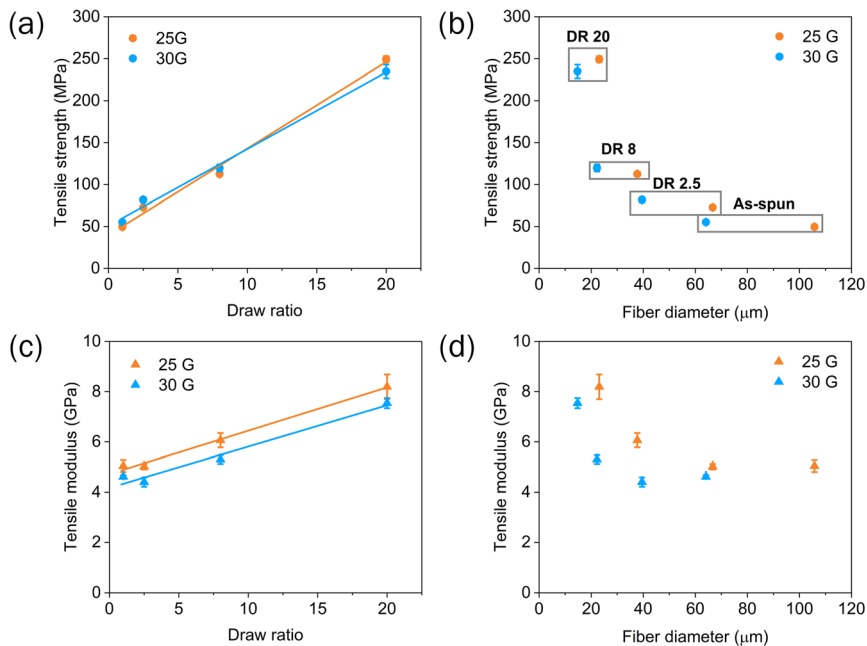 (a)
25G
30G
300
250
200
150
100
50
0
Tensile strength (MPa)
0
5
10
15
20
Draw ratio
(b)
DR 20
25 G
30 G
DR 8
DR 2.5
As-spun
300
250
200
150
100
50
0
Tensile strength (MPa)
0
20
40
60
80
100
120
Fiber diameter (μm)
(c)
25 G
30 G
10
8
6
4
2
0
Tensile modulus (GPa)
0
5
10
15
20
Draw ratio
(d)
25 G
30 G
10
8
6
4
2
0
Tensile modulus (GPa)
0
20
40
60
80
100
120
Fiber diameter (μm)